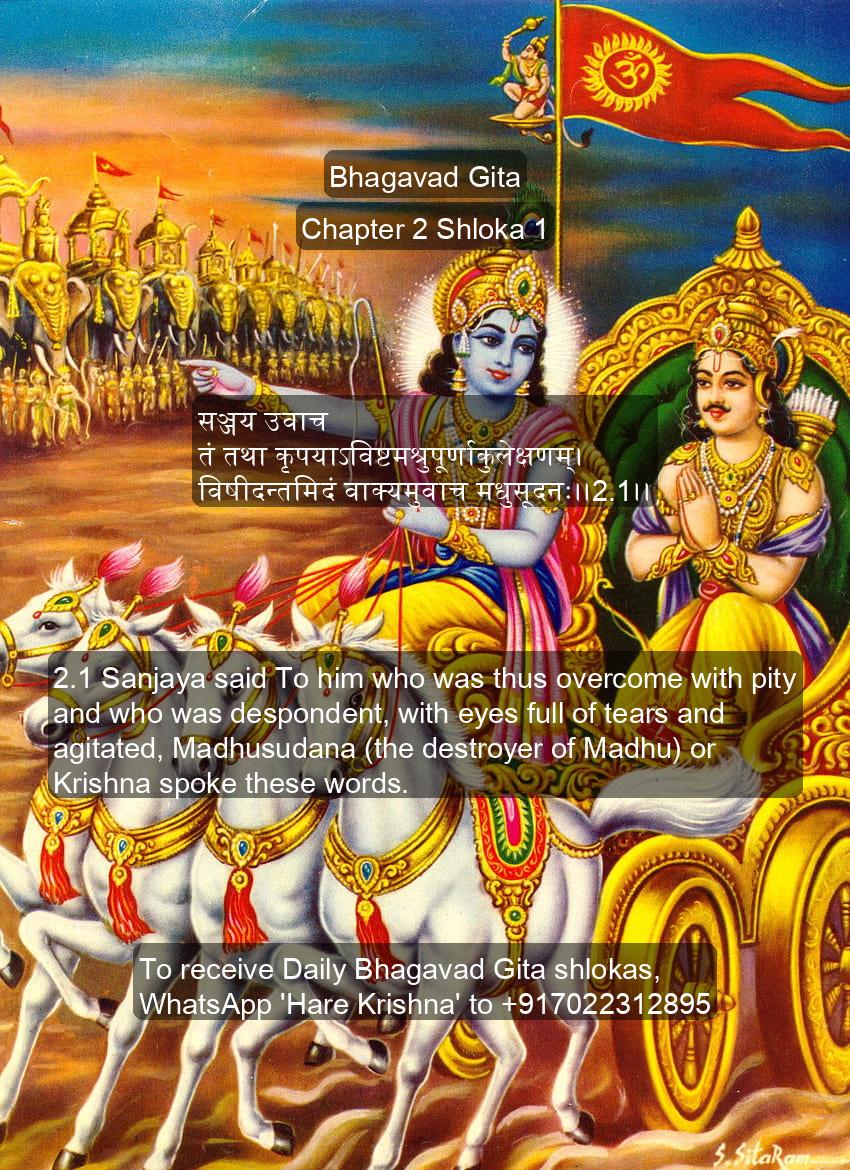 ॐ
Bhagavad Gita
Chapter 2 Shloka 1
सञ्जय उवाच
तं तथा कृपयाऽविष्टमश्रुपूर्णाकुलेक्षणम्।
विषीदन्तमिदं वाक्यमुवाच मधुसूदनः।।2.1।।
2.1 Sanjaya said To him who was thus overcome with pity
and who was despondent, with eyes full of tears and
agitated, Madhusudana (the destroyer of Madhu) or
Krishna spoke these words.
To receive Daily Bhagavad Gita shlokas,
WhatsApp 'Hare Krishna' to +917022312895
S. SitaRam